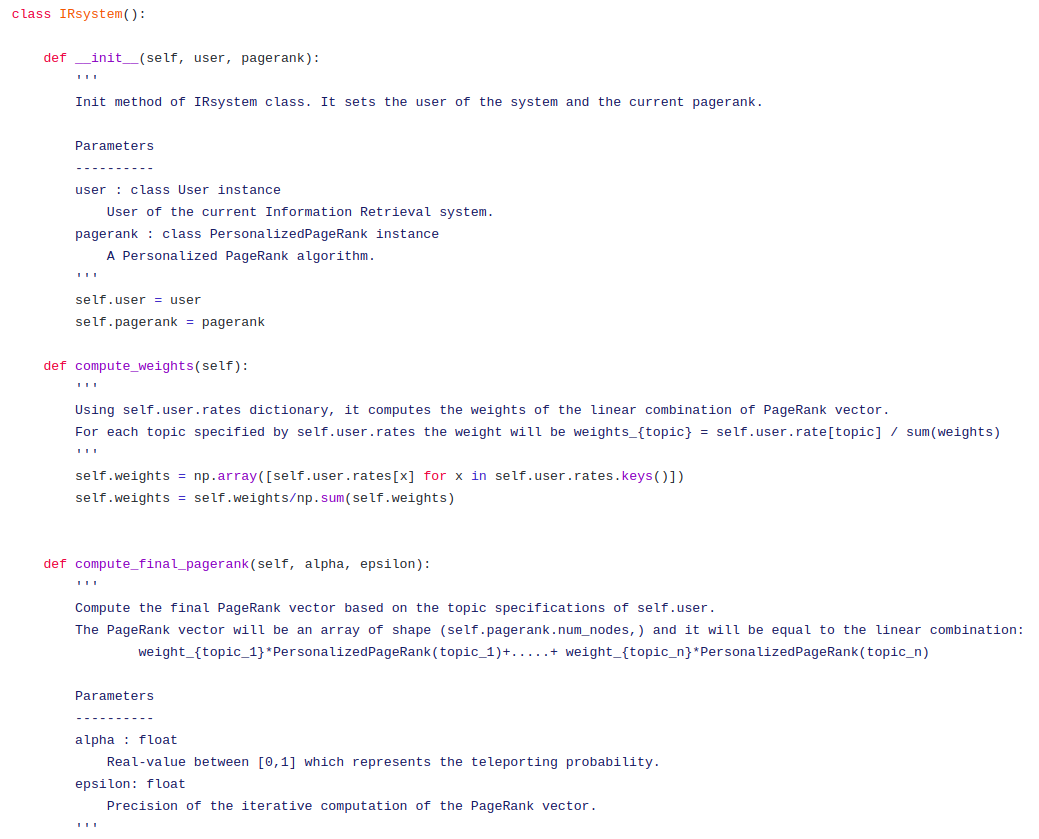 class IRsystem():
def __init__(self, user, pagerank):
'''
Init method of IRsystem class. It sets the user of the system and the current pagerank.
Parameters
----------
user : class User instance
User of the current Information Retrieval system.
pagerank : class PersonalizedPageRank instance
A Personalized PageRank algorithm.
'''
self.user = user
self.pagerank = pagerank
def compute_weights(self):
'''
Using self.user.rates dictionary, it computes the weights of the linear combination of PageRank vector.
For each topic specified by self.user.rates the weight will be weights_{topic} = self.user.rate[topic] / sum(weights)
'''
self.weights = np.array([self.user.rates[x] for x in self.user.rates.keys()])
self.weights = self.weights/np.sum(self.weights)
def compute_final_pagerank(self, alpha, epsilon):
'''
Compute the final PageRank vector based on the topic specifications of self.user.
The PageRank vector will be an array of shape (self.pagerank.num_nodes,) and it will be equal to the linear combination:
weight_{topic_1}*PersonalizedPageRank(topic_1)+.....+ weight_{topic_n}*PersonalizedPageRank(topic_n)
Parameters
----------
alpha : float
Real-value between [0,1] which represents the teleporting probability.
epsilon: float
Precision of the iterative computation of the PageRank vector.
'''